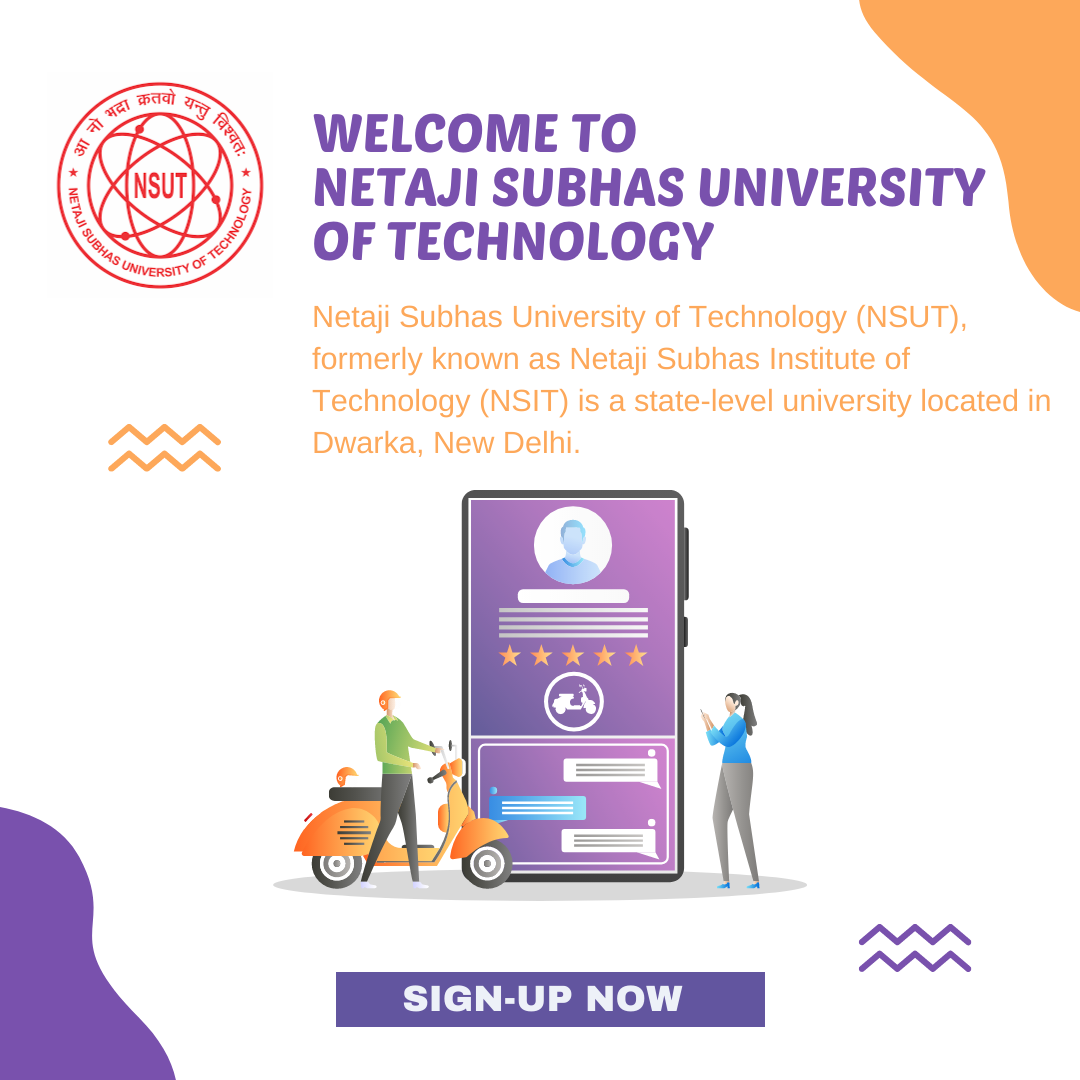 आ नो भद्रा क्रतवो यन्तु विश्वतः
NSUT
★ NETAJI SUBHAS UNIVERSITY OF TECHNOLOGY ★
WELCOME TO
NETAJI SUBHAS UNIVERSITY
OF TECHNOLOGY
Netaji Subhas University of Technology (NSUT),
formerly known as Netaji Subhas Institute of
Technology (NSIT) is a state-level university located in
Dwarka, New Delhi.
SIGN-UP NOW